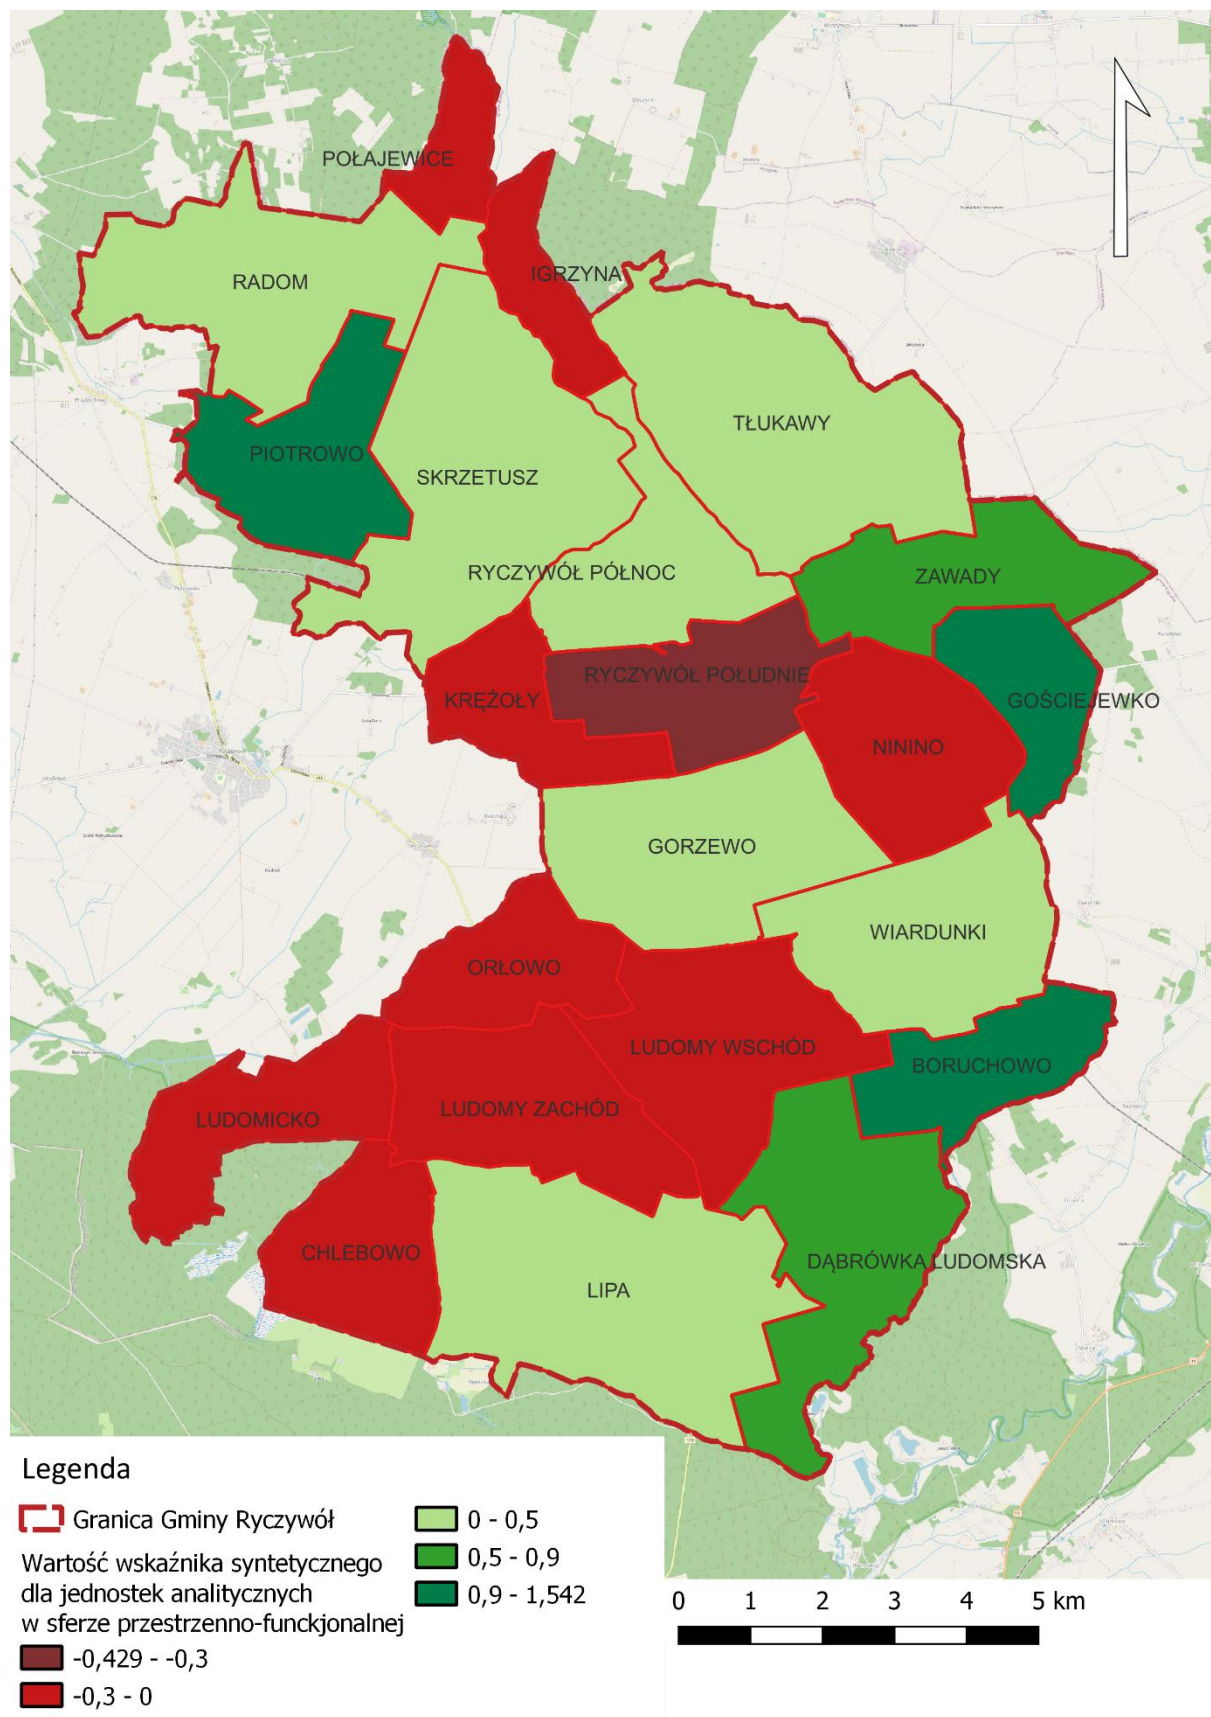 POŁAJEWICE
IGRZYNA
RADOM
TŁUKAWY
PIOTROWO
SKRZETUSZ
RYCZYWÓŁ PÓŁNOC
ZAWADY
RYCZYWÓŁ POŁUDNIE
KRĘŻOŁY
GOŚCIEJEWKO
NININO
GORZEWO
WIARDUNKI
ORŁOWO
LUDOMY WSCHÓD
BORUCHOWO
LUDOMY ZACHÓD
LUDOMICKO
CHLEBOWO
DĄBRÓWKA LUDOMSKA
LIPA
Legenda
Granica Gminy Ryczywół
Wartość wskaźnika syntetycznego
dla jednostek analitycznych
w sferze przestrzenno-funckjonalnej
-0,429 - -0,3
-0,3 - 0
0 - 0,5
0,5 - 0,9
0,9 - 1,542
0 1 2 3 4 5 km